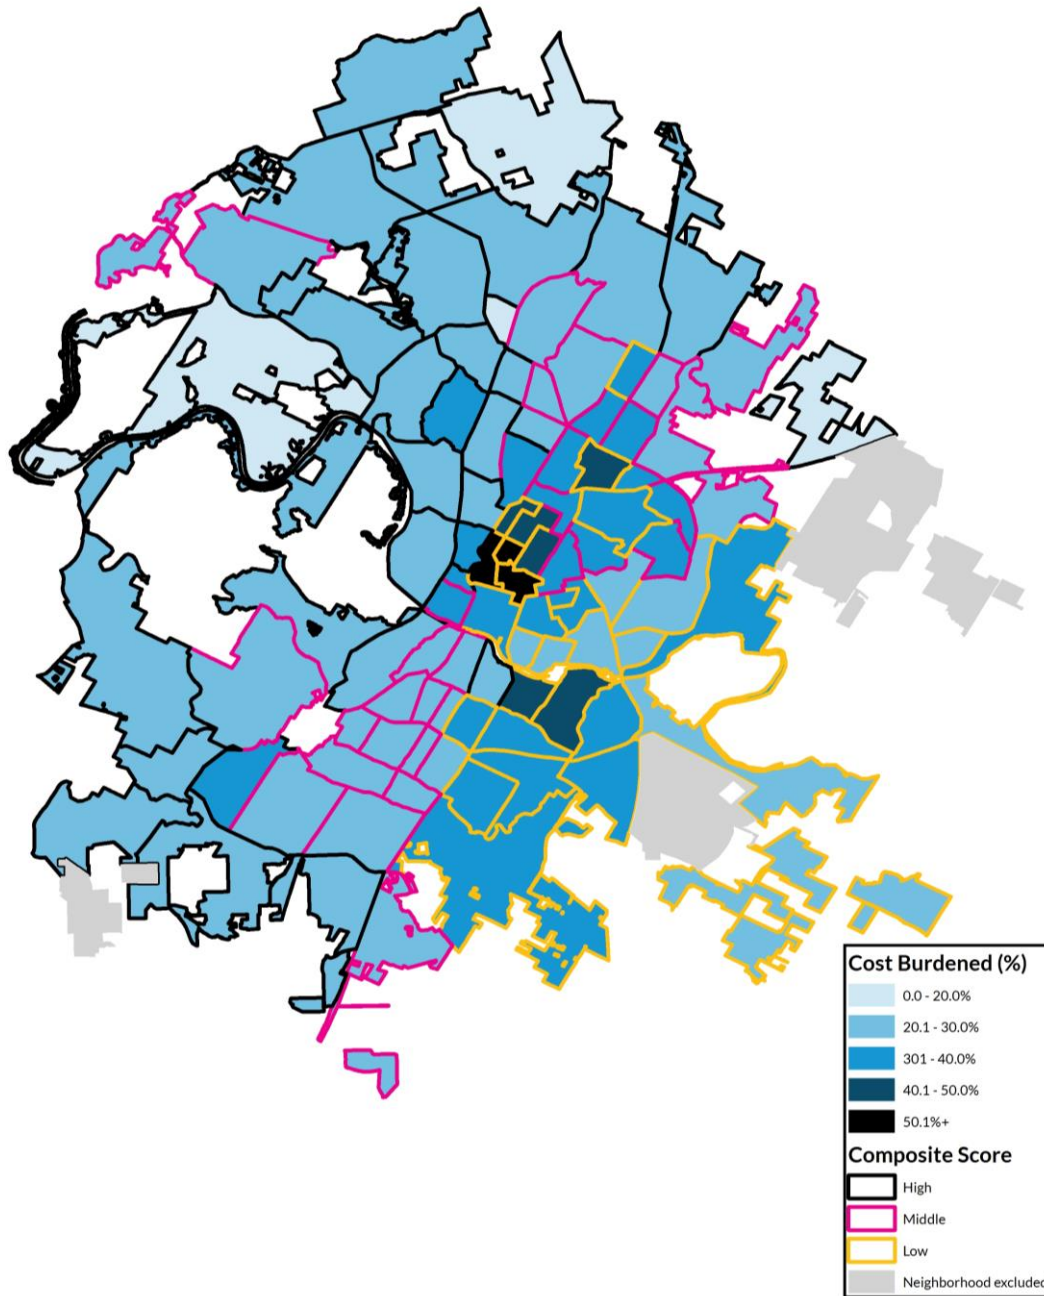 Cost Burdened (%)
0.0 - 20.0%
20.1 - 30.0%
301 - 40.0%
40.1 - 50.0%
50.1%+
Composite Score
High
Middle
Low
Neighborhood excluded